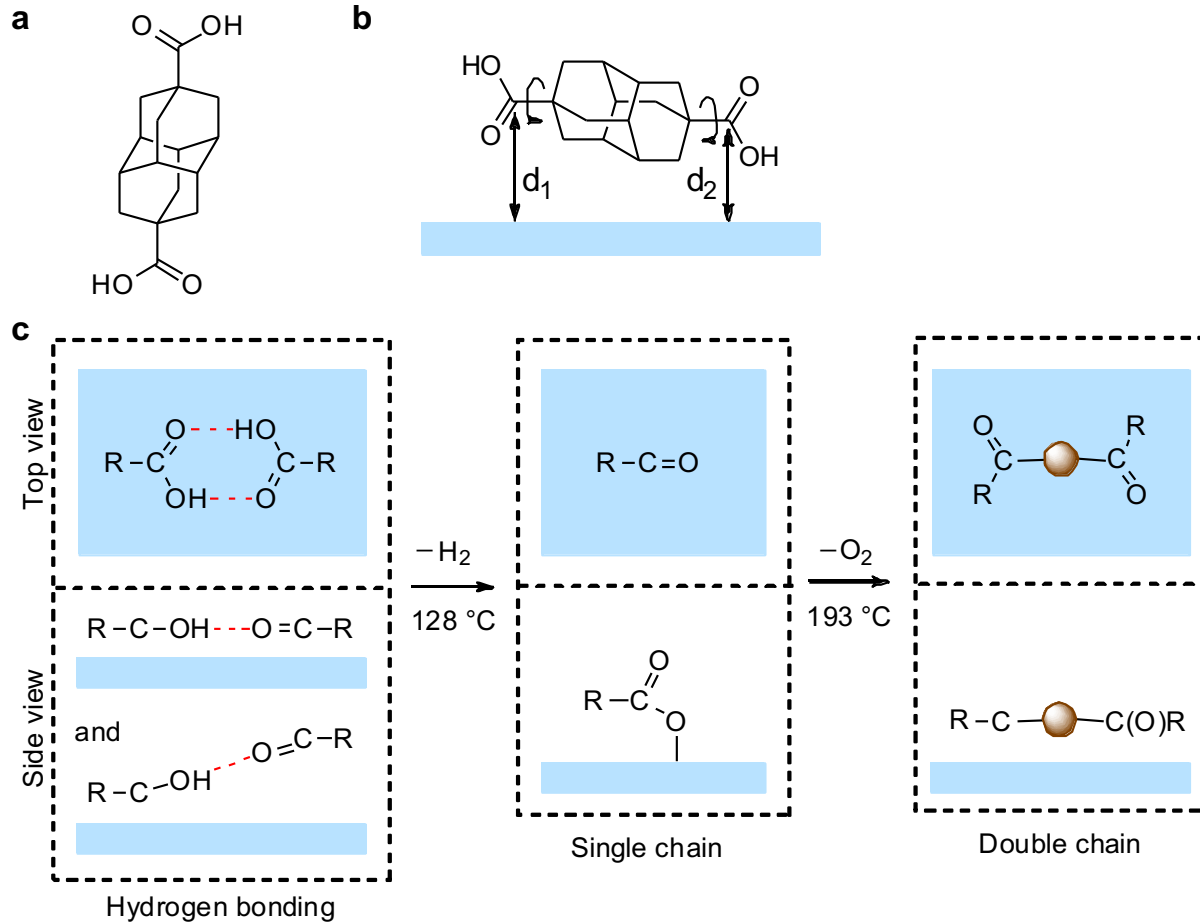 a
O
OH
HO
O
b
HO
O
O
OH
d1
d2
c
Top view
O
HO
R–C
C–R
OH
O
Side view
R–C–OH
O=C–R
and
O=C–R
R–C–OH
Hydrogen bonding
–H2
128 °C
R–C=O
O
R–C
O
Single chain
–O2
193 °C
O
R
C
C
R
O
R–C
C(O)R
Double chain